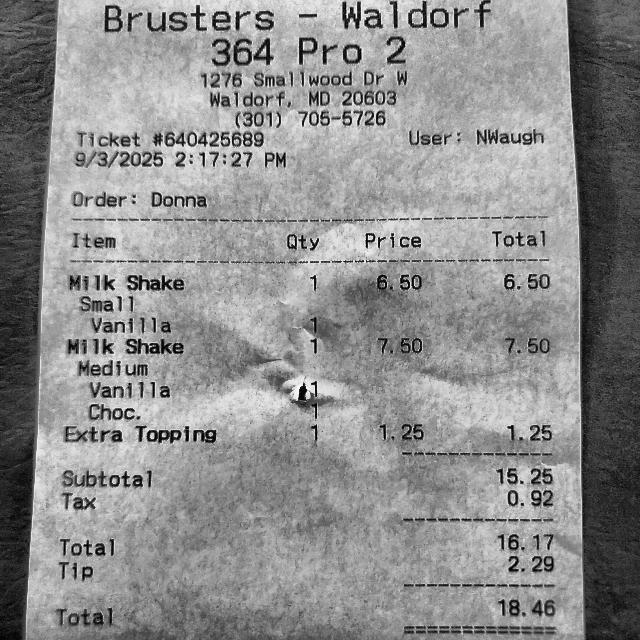 Brusters - Waldorf
364 Pro 2
1276 Smallwood Dr W
Waldorf, MD 20603
(301) 705-5726
Ticket #640425689 User: NWaugh
9/3/2025 2:17:27 PM
Order: Donna
Item Qty Price Total
Milk Shake 1 6.50 6.50
Small
Vanilla 1
Milk Shake 1 7.50 7.50
Medium
Vanilla 1
Choc. 1
Extra Topping 1 1.25 1.25
Subtotal 15.25
Tax 0.92
Total 16.17
Tip 2.29
Total 18.46